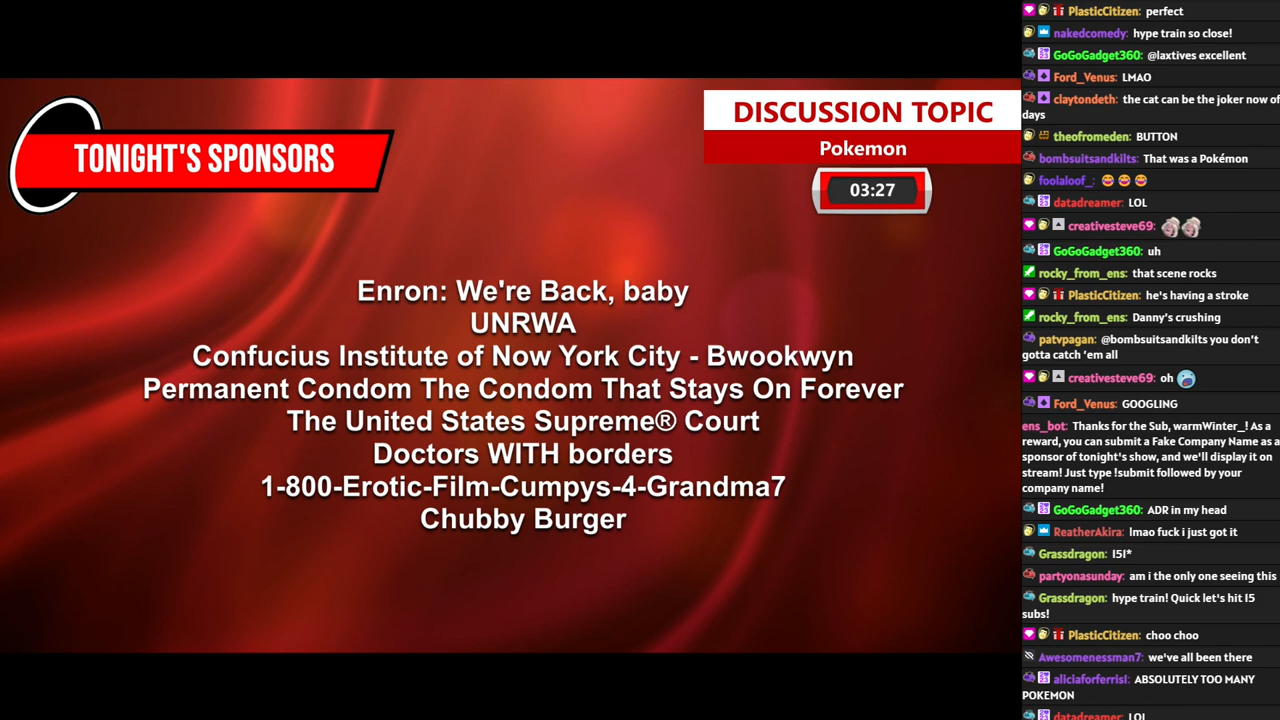 TONIGHT'S SPONSORS
DISCUSSION TOPIC
Pokemon
03:27
Enron: We're Back, baby
UNRWA
Confucius Institute of Now York City - Bwookwyn
Permanent Condom The Condom That Stays On Forever
The United States Supreme® Court
Doctors WITH borders
1-800-Erotic-Film-Cumpys-4-Grandma7
Chubby Burger
PlasticCitizen: perfect
nakedcomedy: hype train so close!
GoGoGadget360: @laxtives excellent
Ford_Venus: LMAO
claytondeth: the cat can be the joker now of
days
theofromeden: BUTTON
bombsuitsandkilts: That was a Pokémon
foolaloof_:
datadreamer: LOL
creativesteve69:
GoGoGadget360: uh
rocky_from_ens: that scene rocks
PlasticCitizen: he's having a stroke
rocky_from_ens: Danny's crushing
patvpagan: @bombsuitsandkilts you don't
gotta catch 'em all
creativesteve69: oh
Ford_Venus: GOOGLING
ens_bot: Thanks for the Sub, warmWinter_! As a
reward, you can submit a Fake Company Name as a
sponsor of tonight's show, and we'll display it on
stream! Just type !submit followed by your
company name!
GoGoGadget360: ADR in my head
ReatherAkira: lmao fuck i just got it
Grassdragon: 151*
partyonasunday: am i the only one seeing this
Grassdragon: hype train! Quick let's hit 15
subs!
PlasticCitizen: choo choo
Awesomenessman7: we've all been there
aliciaforferris1: ABSOLUTELY TOO MANY
POKEMON
datadreamer: LOL